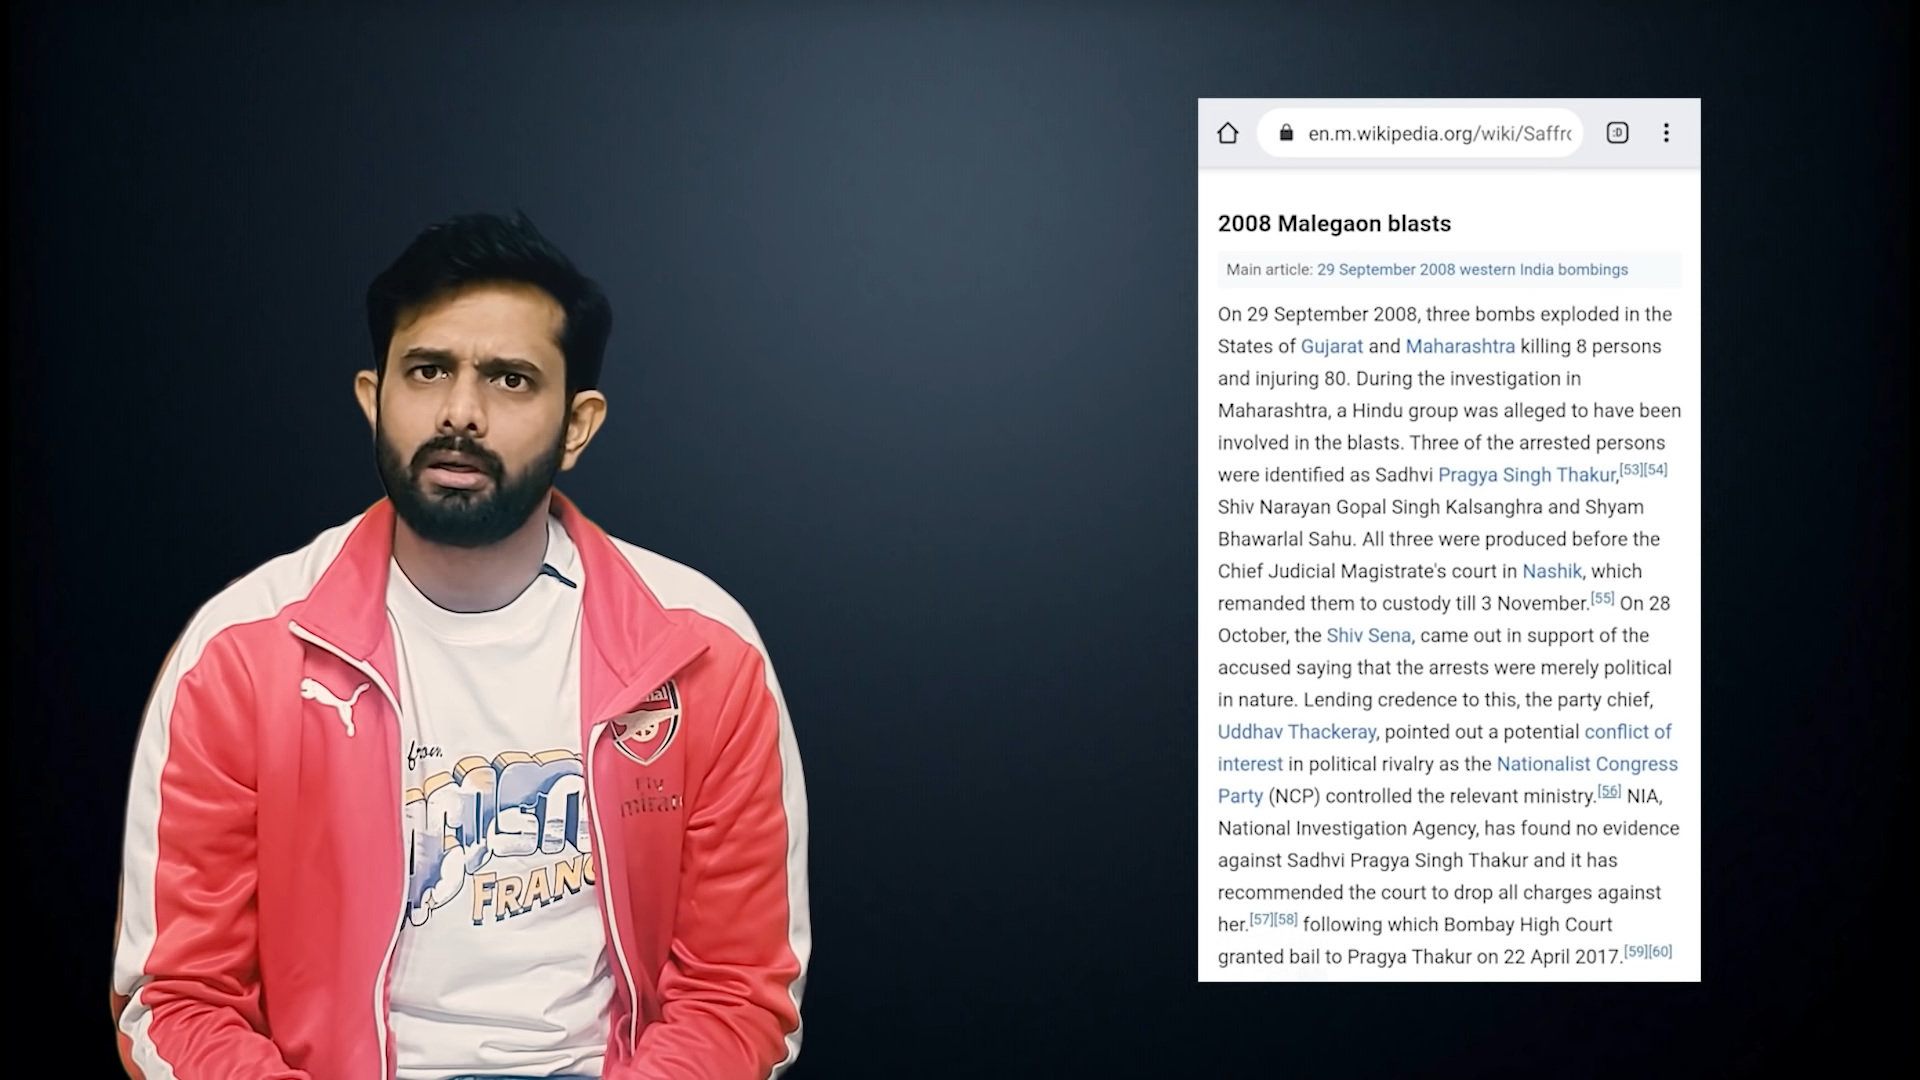 en.m.wikipedia.org/wiki/Saffr
:D
2008 Malegaon blasts
Main article: 29 September 2008 western India bombings
On 29 September 2008, three bombs exploded in the
States of Gujarat and Maharashtra killing 8 persons
and injuring 80. During the investigation in
Maharashtra, a Hindu group was alleged to have been
involved in the blasts. Three of the arrested persons
were identified as Sadhvi Pragya Singh Thakur,[53][54]
Shiv Narayan Gopal Singh Kalsanghra and Shyam
Bhawarlal Sahu. All three were produced before the
Chief Judicial Magistrate's court in Nashik, which
remanded them to custody till 3 November.[55] On 28
October, the Shiv Sena, came out in support of the
accused saying that the arrests were merely political
in nature. Lending credence to this, the party chief,
Uddhav Thackeray, pointed out a potential conflict of
interest in political rivalry as the Nationalist Congress
Party (NCP) controlled the relevant ministry.[56] NIA,
National Investigation Agency, has found no evidence
against Sadhvi Pragya Singh Thakur and it has
recommended the court to drop all charges against
her.[57][58] following which Bombay High Court
granted bail to Pragya Thakur on 22 April 2017.[59][60]
from
FRANC
Fly